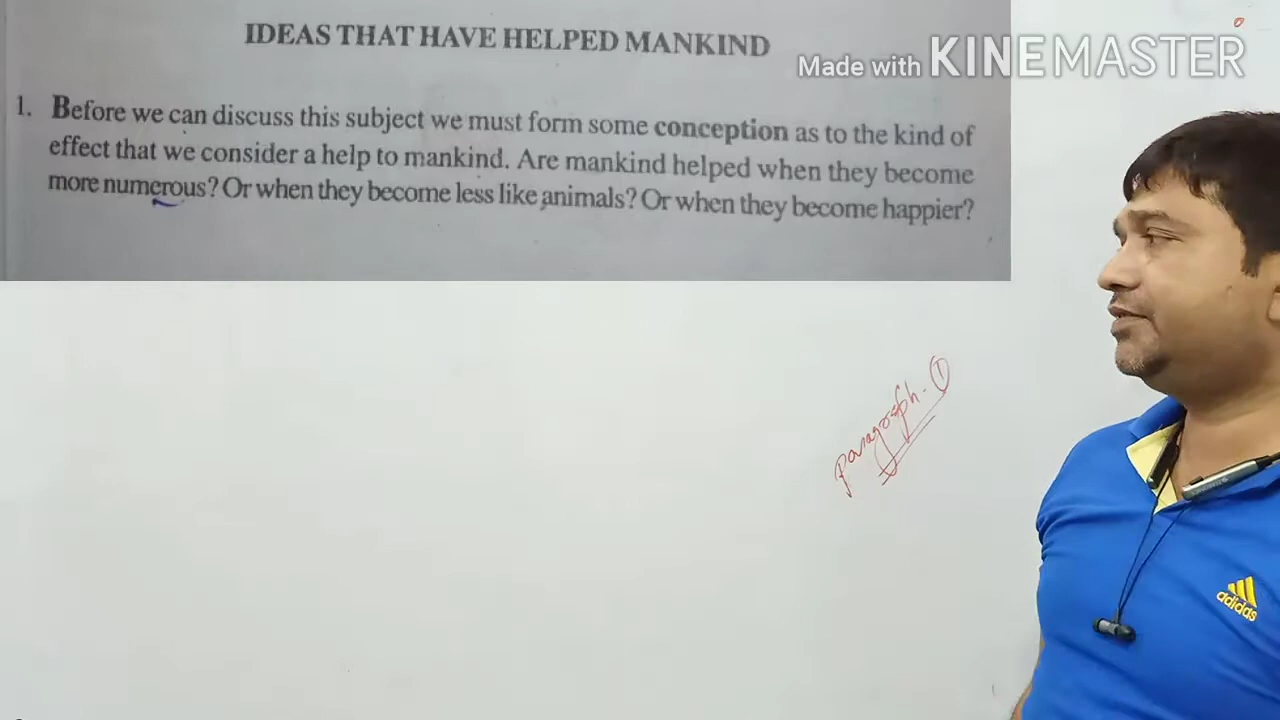 IDEAS THAT HAVE HELPED MANKIND
Made with KINEMASTER
1. Before we can discuss this subject we must form some conception as to the kind of
effect that we consider a help to mankind. Are mankind helped when they become
more numerous? Or when they become less like animals? Or when they become happier?
paragraph-1
adidas